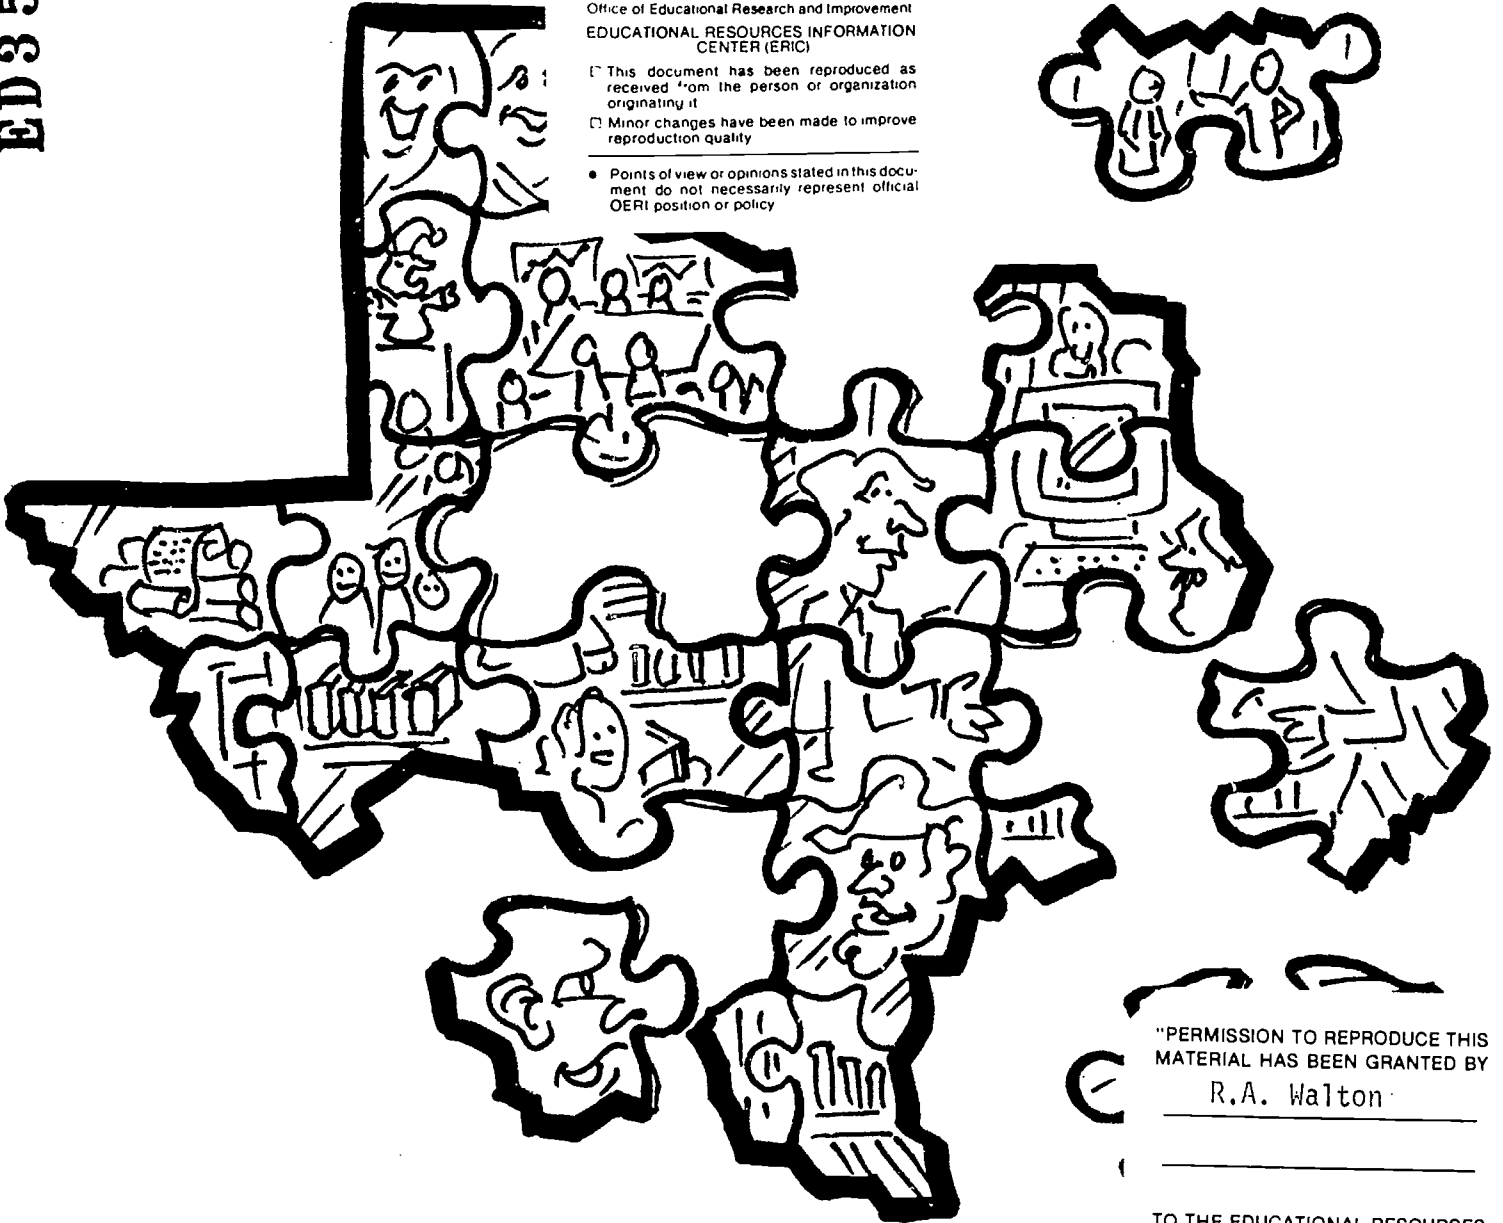 Office of Educational Research and Improvement
EDUCATIONAL RESOURCES INFORMATION
CENTER (ERIC)
This document has been reproduced as
received from the person or organization
originating it
Minor changes have been made to improve
reproduction quality
• Points of view or opinions stated in this docu-
ment do not necessarily represent official
OERI position or policy
"PERMISSION TO REPRODUCE THIS
MATERIAL HAS BEEN GRANTED BY
R.A. Walton
TO THE EDUCATIONAL RESOURCES